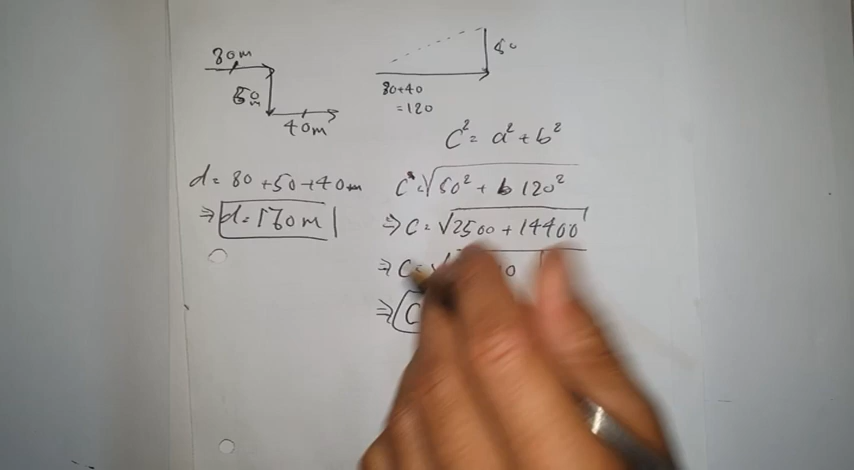 80m
50m
40m
d = 80 + 50 + 40m
⇒ d = 170m
50
80+40
= 120
C² = a² + b²
C = √50² + b 120²
⇒ C = √2500 + 14400
⇒ C = √
⇒ C